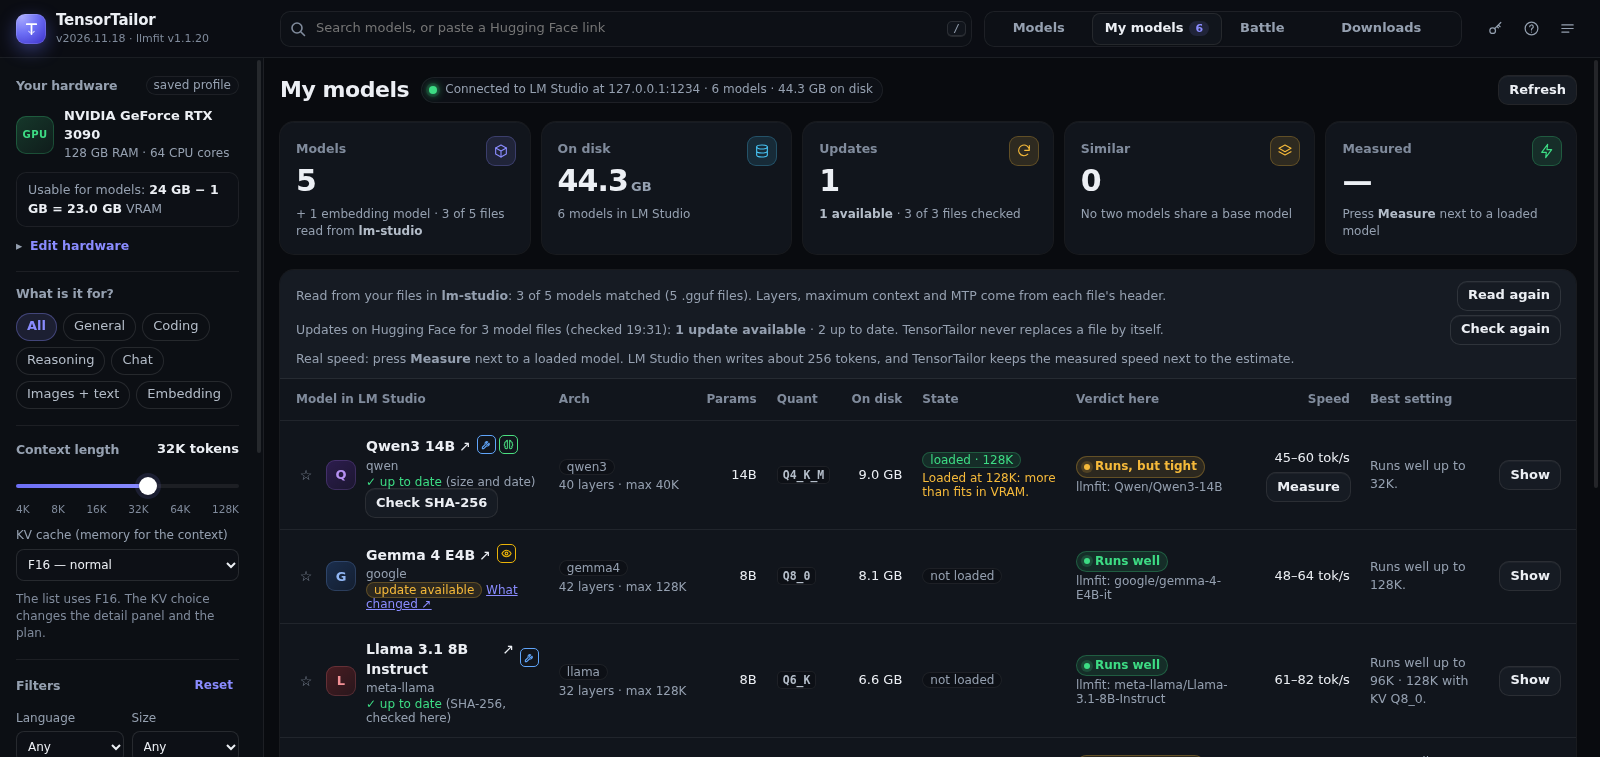 TensorTailor
v2026.11.18 · llmfit v1.1.20
Search models, or paste a Hugging Face link
/
Models
My models 6
Battle
Downloads
Your hardware
saved profile
GPU
NVIDIA GeForce RTX
3090
128 GB RAM · 64 CPU cores
Usable for models: 24 GB − 1
GB = 23.0 GB VRAM
▸ Edit hardware
What is it for?
All
General
Coding
Reasoning
Chat
Images + text
Embedding
Context length
32K tokens
4K 8K 16K 32K 64K 128K
KV cache (memory for the context)
F16 — normal
The list uses F16. The KV choice
changes the detail panel and the
plan.
Filters
Reset
Language
Size
Any
Any
My models
Connected to LM Studio at 127.0.0.1:1234 · 6 models · 44.3 GB on disk
Refresh
Models
5
+ 1 embedding model · 3 of 5 files
read from lm-studio
On disk
44.3 GB
6 models in LM Studio
Updates
1
1 available · 3 of 3 files checked
Similar
0
No two models share a base model
Measured
—
Press Measure next to a loaded
model
Read from your files in lm-studio: 3 of 5 models matched (5 .gguf files). Layers, maximum context and MTP come from each file's header.
Read again
Updates on Hugging Face for 3 model files (checked 19:31): 1 update available · 2 up to date. TensorTailor never replaces a file by itself.
Check again
Real speed: press Measure next to a loaded model. LM Studio then writes about 256 tokens, and TensorTailor keeps the measured speed next to the estimate.
Model in LM Studio
Arch
Params
Quant
On disk
State
Verdict here
Speed
Best setting
☆
Q
Qwen3 14B ↗
qwen
✓ up to date (size and date)
Check SHA-256
qwen3
40 layers · max 40K
14B
Q4_K_M
9.0 GB
loaded · 128K
Loaded at 128K: more
than fits in VRAM.
Runs, but tight
llmfit: Qwen/Qwen3-14B
45–60 tok/s
Measure
Runs well up to
32K.
Show
☆
G
Gemma 4 E4B ↗
google
update available What
changed ↗
gemma4
42 layers · max 128K
8B
Q8_0
8.1 GB
not loaded
Runs well
llmfit: google/gemma-4-
E4B-it
48–64 tok/s
Runs well up to
128K.
Show
☆
L
Llama 3.1 8B ↗
Instruct
meta-llama
✓ up to date (SHA-256,
checked here)
llama
32 layers · max 128K
8B
Q6_K
6.6 GB
not loaded
Runs well
llmfit: meta-llama/Llama-
3.1-8B-Instruct
61–82 tok/s
Runs well up to
96K · 128K with
KV Q8_0.
Show